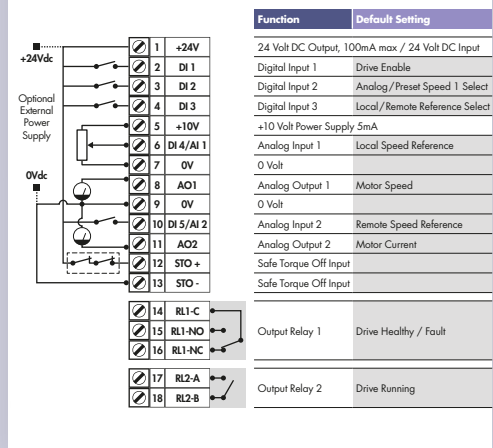 Function Default Setting
+24Vdc
Optional
External
Power
Supply
0Vdc
1 +24V 24 Volt DC Output, 100mA max / 24 Volt DC Input
2 DI 1 Digital Input 1 Drive Enable
3 DI 2 Digital Input 2 Analog/Preset Speed 1 Select
4 DI 3 Digital Input 3 Local/Remote Reference Select
5 +10V +10 Volt Power Supply 5mA
6 DI 4/AI 1 Analog Input 1 Local Speed Reference
7 0V 0 Volt
8 AO1 Analog Output 1 Motor Speed
9 0V 0 Volt
10 DI 5/AI 2 Analog Input 2 Remote Speed Reference
11 AO2 Analog Output 2 Motor Current
12 STO + Safe Torque Off Input
13 STO - Safe Torque Off Input
14 RL1-C
15 RL1-NO Output Relay 1 Drive Healthy / Fault
16 RL1-NC
17 RL2-A
Output Relay 2 Drive Running
18 RL2-B